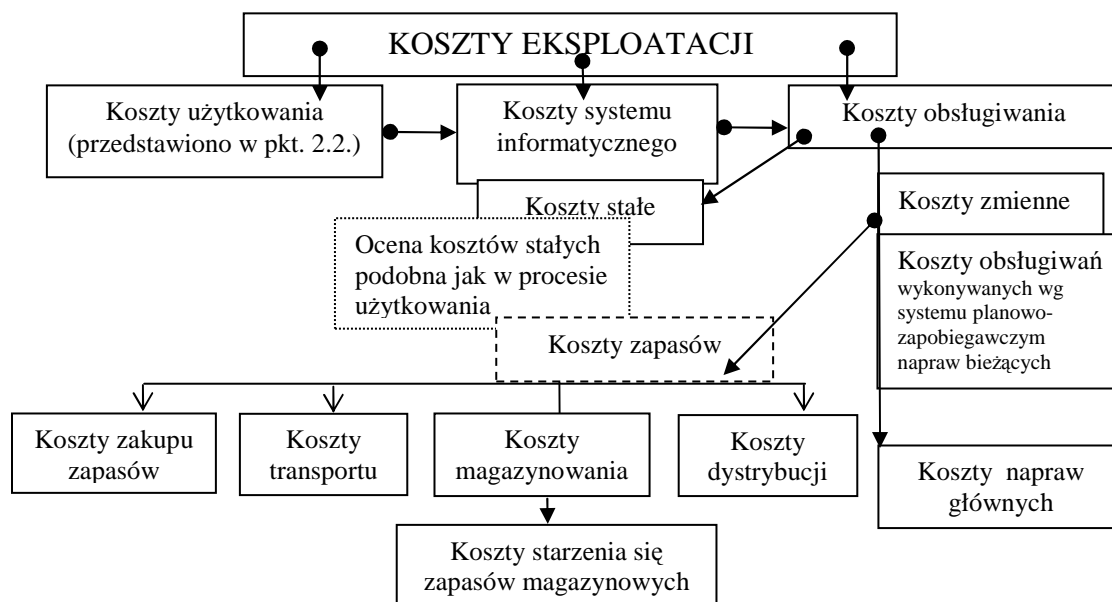 KOSZTY EKSPLOATACJI
Koszty użytkowania
(przedstawiono w pkt. 2.2.)
Koszty systemu
informatycznego
Koszty obsługiwania
Koszty stałe
Koszty zmienne
Ocena kosztów stałych
podobna jak w procesie
użytkowania
Koszty obsługiwań
wykonywanych wg
systemu planowo-
zapobiegawczym
napraw bieżących
Koszty zapasów
Koszty zakupu
zapasów
Koszty
transportu
Koszty
magazynowania
Koszty
dystrybucji
Koszty napraw
głównych
Koszty starzenia się
zapasów magazynowych